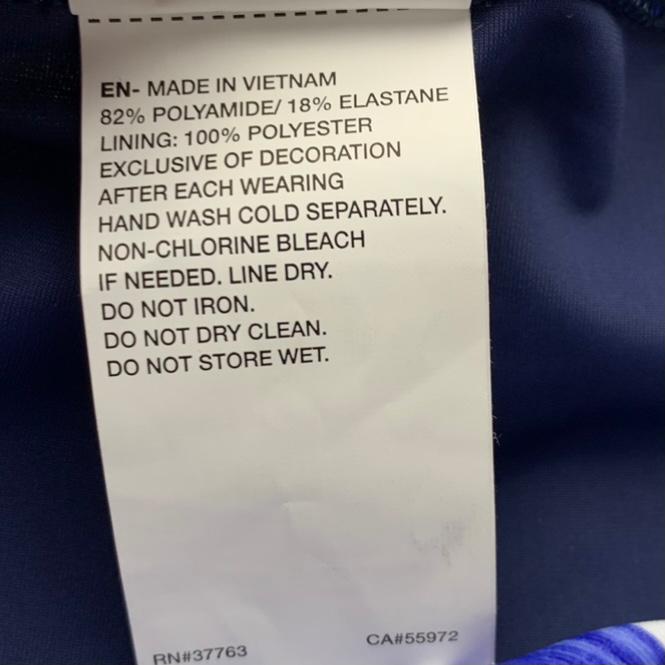 EN- MADE IN VIETNAM
82% POLYAMIDE/ 18% ELASTANE
LINING: 100% POLYESTER
EXCLUSIVE OF DECORATION
AFTER EACH WEARING
HAND WASH COLD SEPARATELY.
NON-CHLORINE BLEACH
IF NEEDED. LINE DRY.
DO NOT IRON.
DO NOT DRY CLEAN.
DO NOT STORE WET.
RN#37763 CA#55972